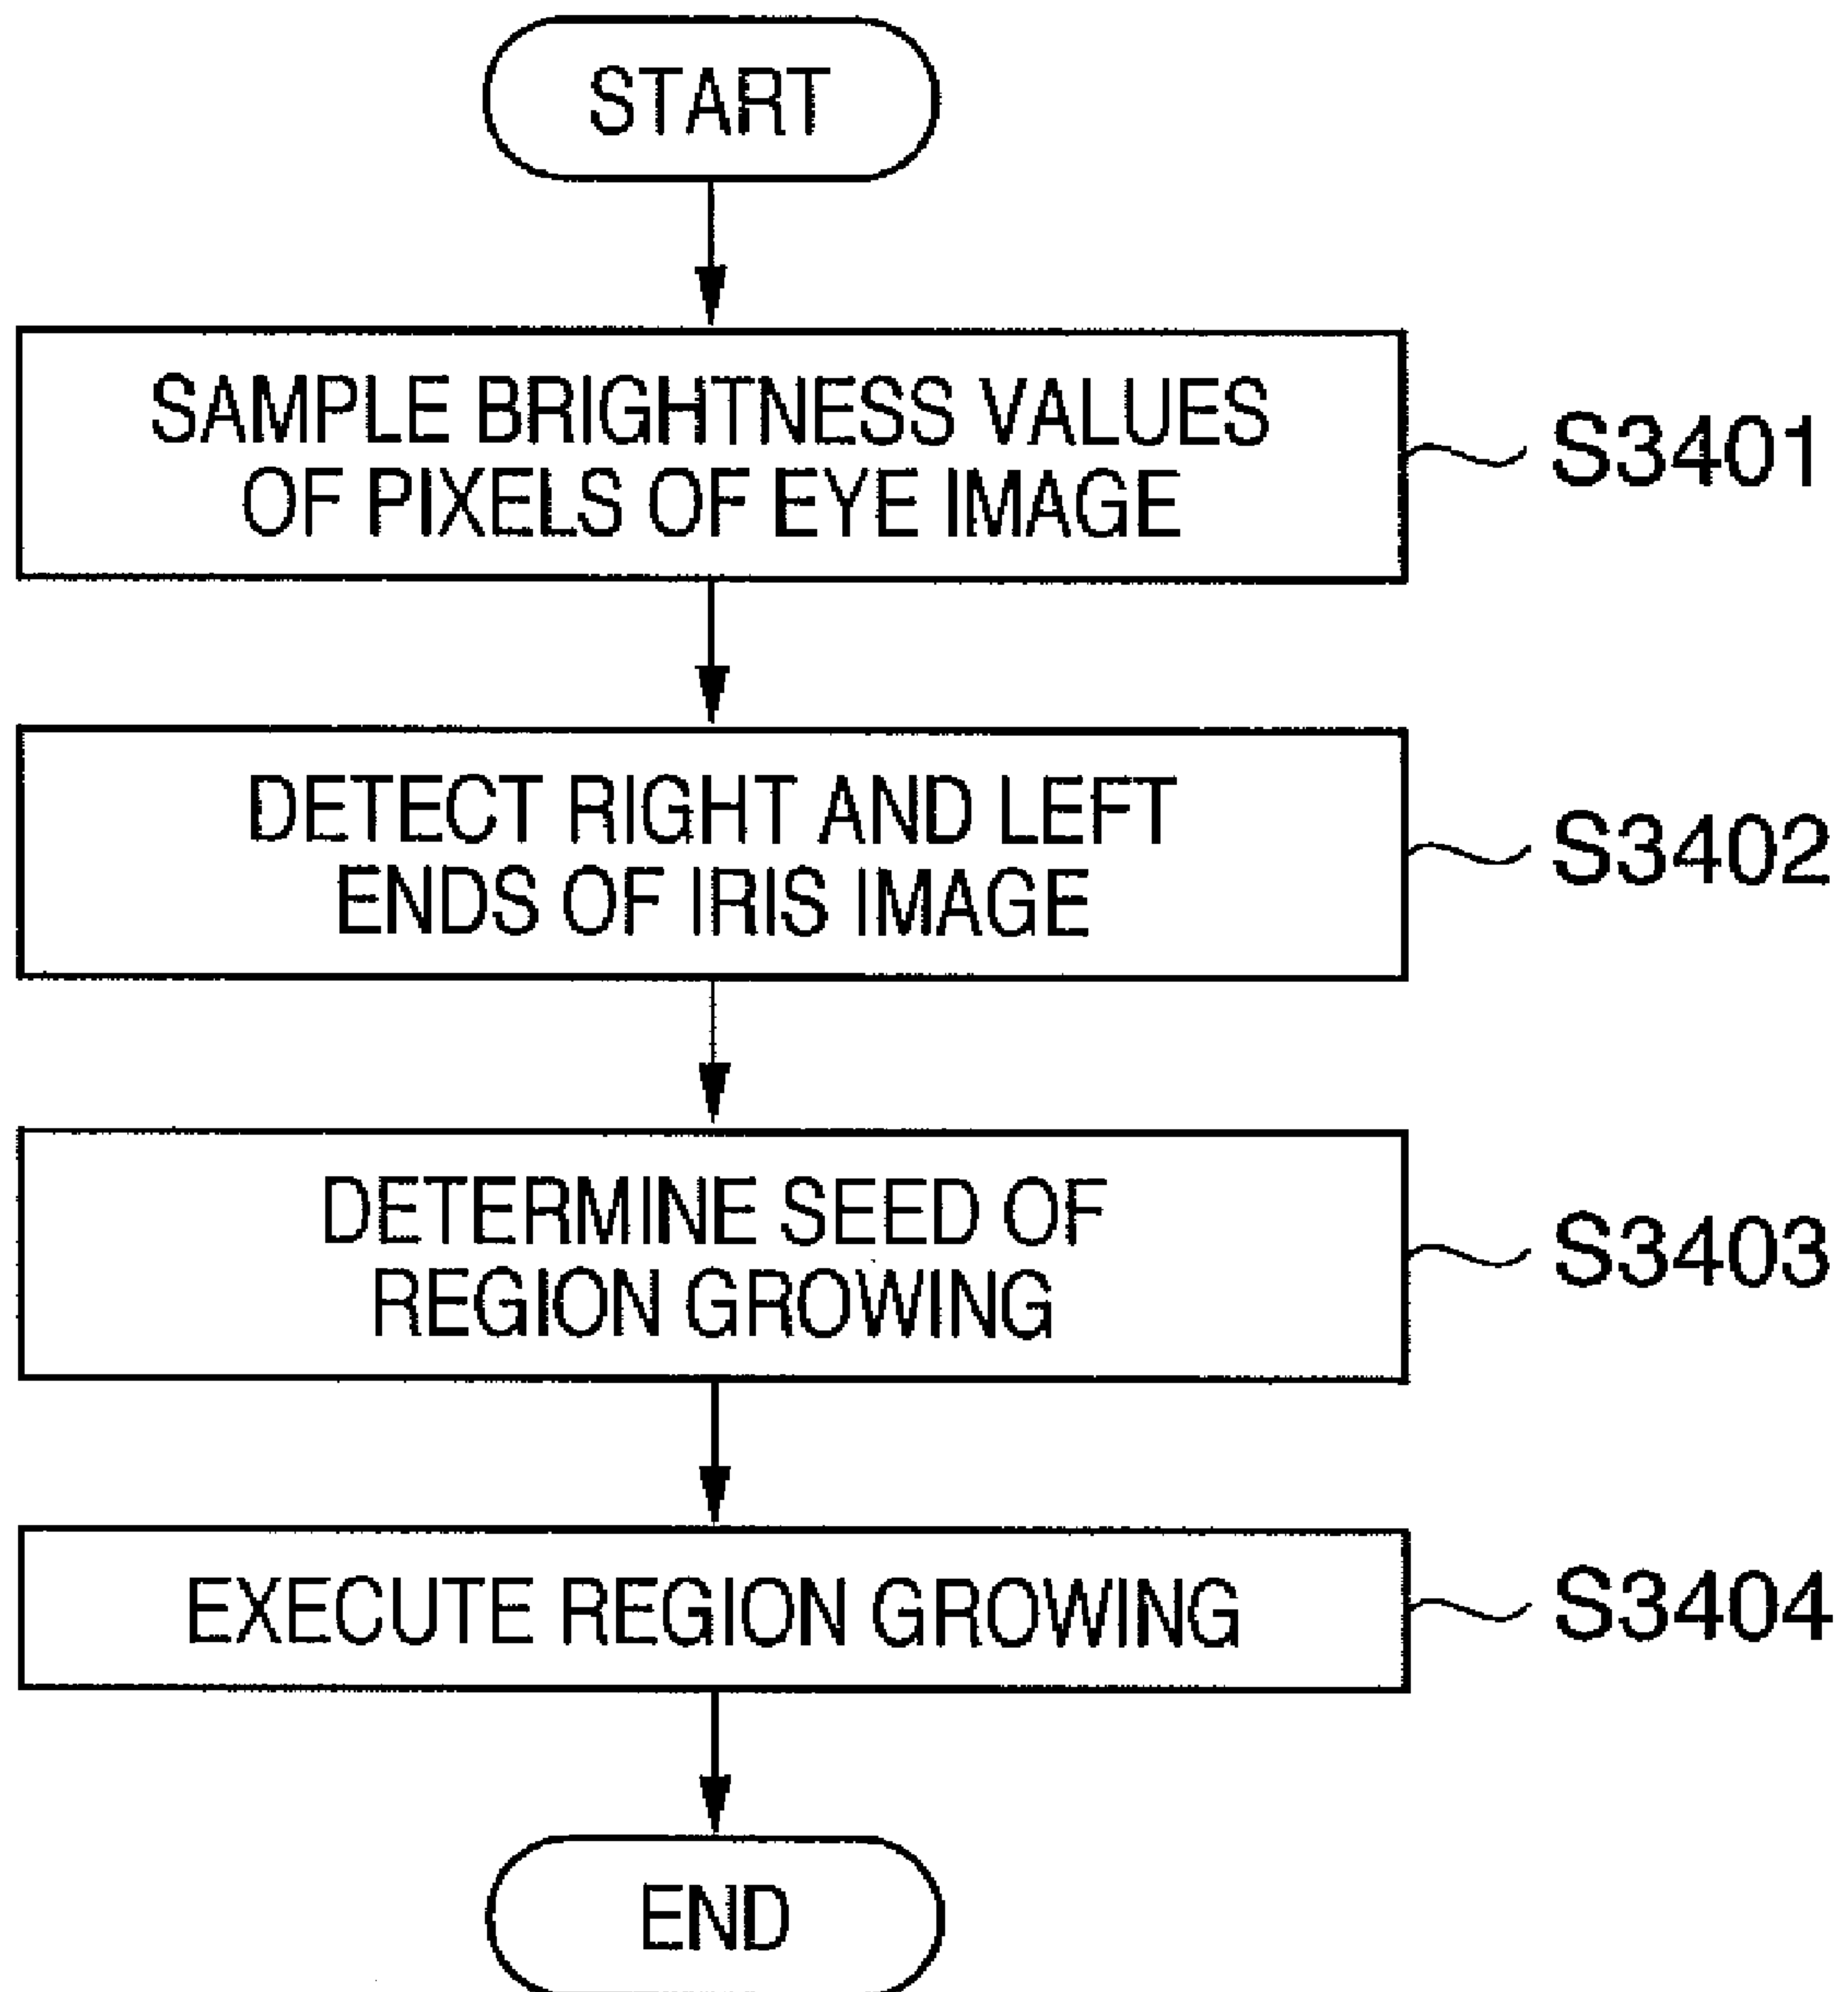 START
SAMPLE BRIGHTNESS VALUES
OF PIXELS OF EYE IMAGE
S3401
DETECT RIGHT AND LEFT
ENDS OF IRIS IMAGE
S3402
DETERMINE SEED OF
REGION GROWING
S3403
EXECUTE REGION GROWING
S3404
END